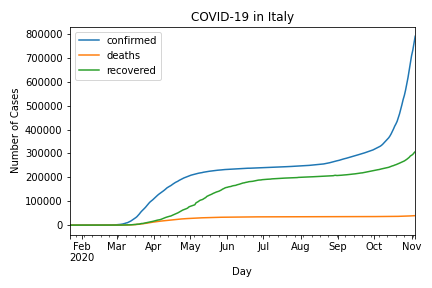 COVID-19 in Italy
confirmed
deaths
recovered
Number of Cases
800000
700000
600000
500000
400000
300000
200000
100000
0
Feb Mar Apr May Jun Jul Aug Sep Oct Nov
2020
Day